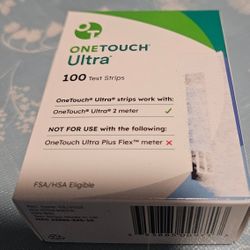 ONETOUCH®
Ultra®
100 Test Strips
OneTouch® Ultra® strips work with:
OneTouch® Ultra® 2 meter ✓
NOT FOR USE with the following:
OneTouch Ultra Plus Flex™ meter ✗
FSA/HSA Eligible